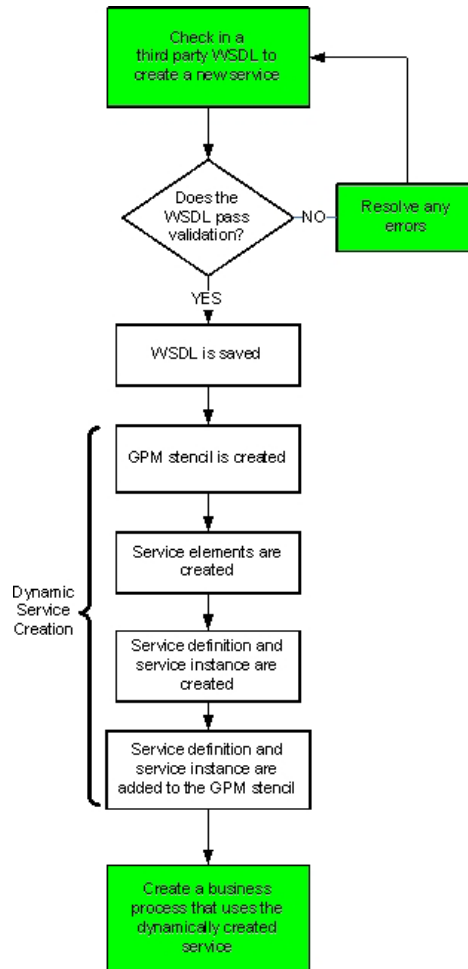 Check in a
third party WSDL to
create a new service
Does the
WSDL pass
validation?
NO
Resolve any
errors
YES
WSDL is saved
GPM stencil is created
Service elements are
created
Dynamic
Service
Creation
Service definition and
service instance are
created
Service definition and
service instance are
added to the GPM stencil
Create a business
process that uses the
dynamically created
service